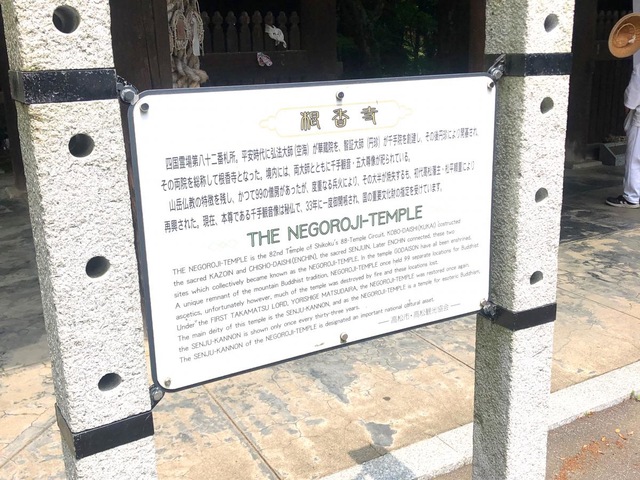 根香寺
四国霊場第八十二番札所。平安時代に弘法大師(空海)が華蔵院を、智証大師(円珍)が千手院を創建し、その後円珍により開基され、
その両院を総称して根香寺となった。境内には、両大師とともに千手観音・五大尊像が祀られている。
山岳仏教の特徴を残し、かつて99の僧房があったが、度重なる兵火により、その大半が焼失するも、初代高松藩主・松平頼重により
再興された。現在、本尊である千手観音像は秘仏で、33年に一度御開帳され、国の重要文化財の指定を受けています。
THE NEGOROJI-TEMPLE
THE NEGOROJI-TEMPLE is the 82nd Temple of Shikoku's 88-Temple Circuit, KOBO-DAISHI(KUKAI) constructed
the sacred KAZOIN and CHISHO-DAISHI(ENCHIN), the sacred SENJUIN. Later ENCHIN connected, these two
sites which collectively became known as the NEGOROJI-TEMPLE. In the temple GODAISON have all been enshrined.
A unique remnant of the mountain Buddhist tradition. NEGOROJI-TEMPLE once held 99 separate locations for Buddhist
ascetics, unfortunately however, much of the temple was destroyed by fire and these locations lost.
Under the FIRST TAKAMATSU LORD, YORISHIGE MATSUDAIRA, the NEGOROJI-TEMPLE was restored once again.
The main deity of this temple is the SENJU-KANNON, and as the NEGOROJI-TEMPLE is a temple for esoteric Buddhism,
the SENJU-KANNON is shown only once every thirty-three years.
The SENJU-KANNON of the NEGOROJI-TEMPLE is designated an important national cultural asset.
― 高松市・高松観光協会 ―